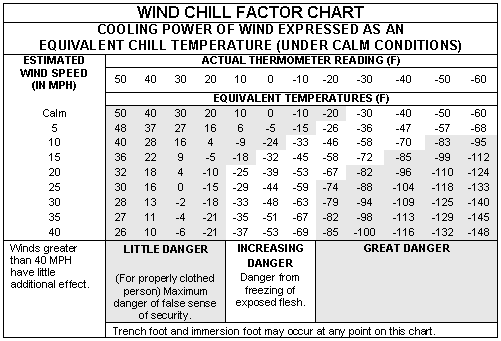 WIND CHILL FACTOR CHART
COOLING POWER OF WIND EXPRESSED AS AN
EQUIVALENT CHILL TEMPERATURE (UNDER CALM CONDITIONS)
ESTIMATED WIND SPEED (IN MPH)
ACTUAL THERMOMETER READING (F)
50 40 30 20 10 0 -10 -20 -30 -40 -50 -60
EQUIVALENT TEMPERATURES (F)
Calm 50 40 30 20 10 0 -10 -20 -30 -40 -50 -60
5 48 37 27 16 6 -5 -15 -26 -36 -47 -57 -68
10 40 28 16 4 -9 -24 -33 -46 -58 -70 -83 -95
15 36 22 9 -5 -18 -32 -45 -58 -72 -85 -99 -112
20 32 18 4 -10 -25 -39 -53 -67 -82 -96 -110 -124
25 30 16 0 -15 -29 -44 -59 -74 -88 -104 -118 -133
30 28 13 -2 -18 -33 -48 -63 -79 -94 -109 -125 -140
35 27 11 -4 -21 -35 -51 -67 -82 -98 -113 -129 -145
40 26 10 -6 -21 -37 -53 -69 -85 -100 -116 -132 -148
Winds greater
than 40 MPH
have little
additional effect.
LITTLE DANGER
(For properly clothed
person) Maximum
danger of false sense
of security.
INCREASING
DANGER
Danger from
freezing of
exposed flesh.
GREAT DANGER
Trench foot and immersion foot may occur at any point on this chart.